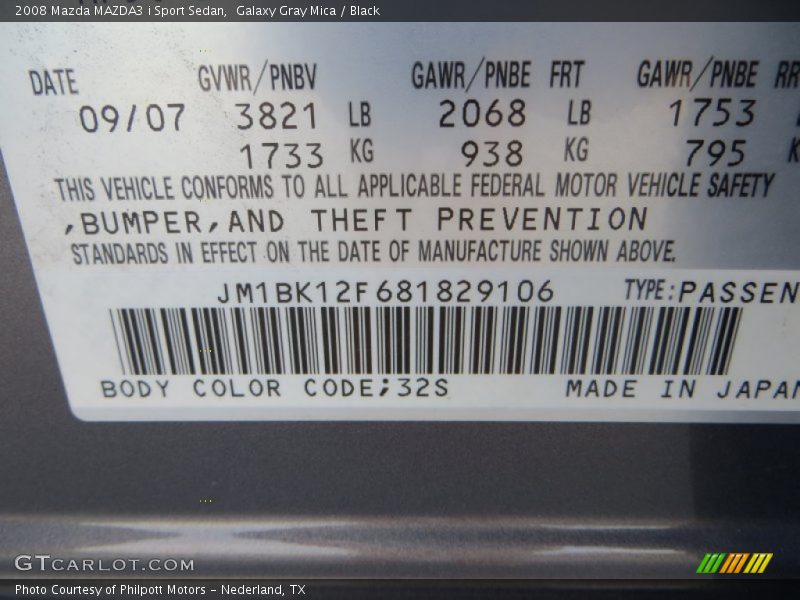 2008 Mazda MAZDA3 i Sport Sedan, Galaxy Gray Mica / Black
DATE GVWR/PNBV GAWR/PNBE FRT GAWR/PNBE RR
09/07 3821 LB 2068 LB 1753
1733 KG 938 KG 795
THIS VEHICLE CONFORMS TO ALL APPLICABLE FEDERAL MOTOR VEHICLE SAFETY
,BUMPER,AND THEFT PREVENTION
STANDARDS IN EFFECT ON THE DATE OF MANUFACTURE SHOWN ABOVE.
JM1BK12F681829106 TYPE:PASSEN
BODY COLOR CODE;32S MADE IN JAPAN
GTCARLOT.COM
Photo Courtesy of Philpott Motors - Nederland, TX